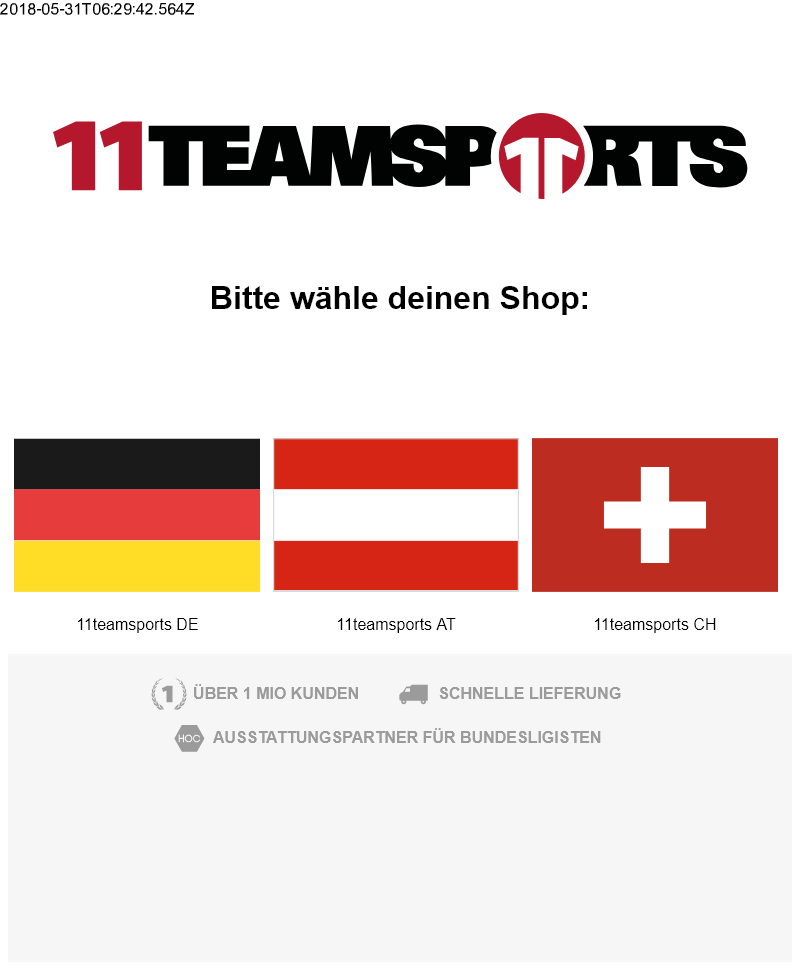 2018-05-31T06:29:42.564Z
11TEAMSPORTS
Bitte wähle deinen Shop:
11teamsports DE
11teamsports AT
11teamsports CH
1 ÜBER 1 MIO KUNDEN
SCHNELLE LIEFERUNG
HOC AUSSTATTUNGSPARTNER FÜR BUNDESLIGISTEN